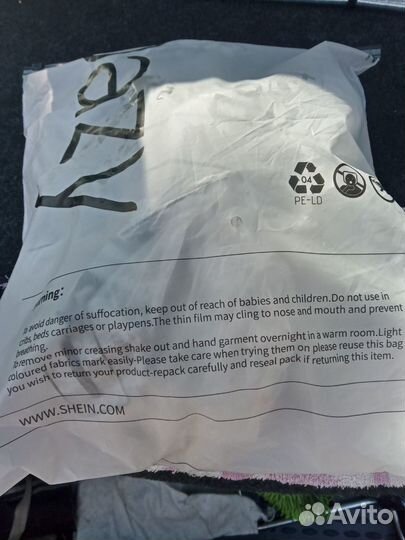 04
PE-LD
rning:
To avoid danger of suffocation, keep out of reach of babies and children.Do not use in
cribs, beds carriages or playpens.The thin film may cling to nose and mouth and prevent
breathing.
To remove minor creasing shake out and hand garment overnight in a warm room.Light
coloured fabrics mark easily-Please take care when trying them on please reuse this bag
you wish to return your product-repack carefully and reseal pack if returning this item.
WWW.SHEIN.COM
Avito